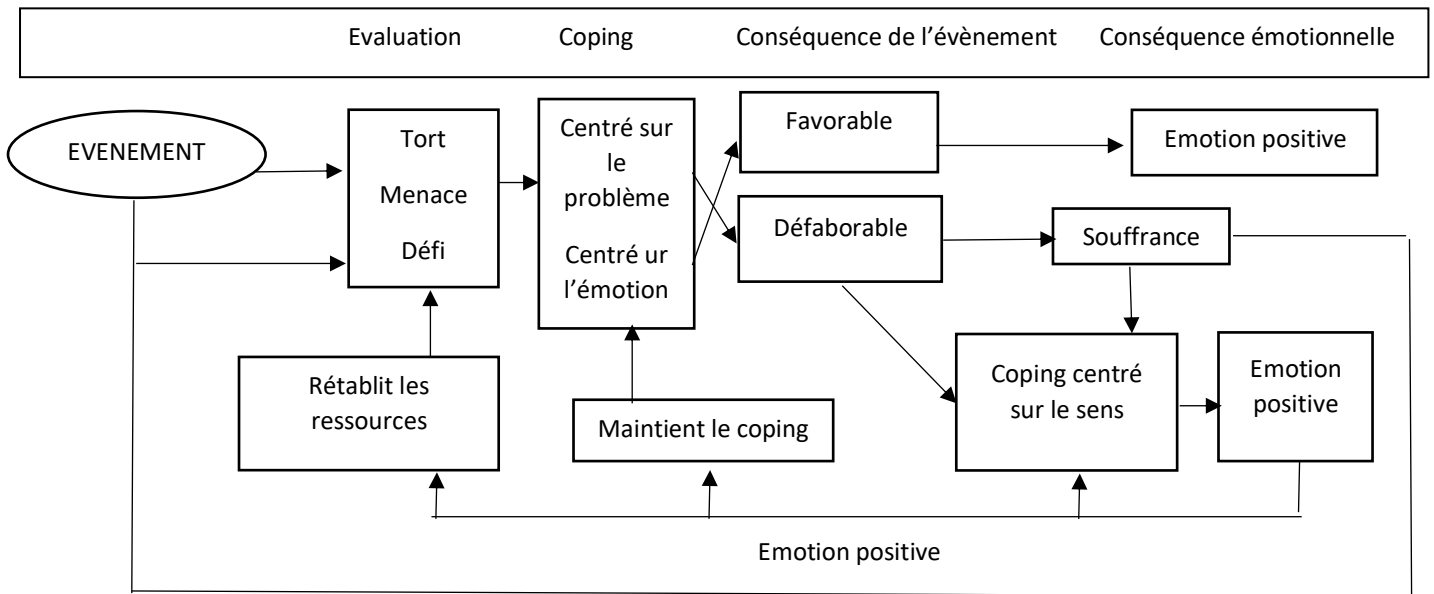 Evaluation Coping Conséquence de l’évènement Conséquence émotionnelle
EVENEMENT
Tort
Menace
Défi
Centré sur
le
problème
Centré ur
l’émotion
Favorable
Emotion positive
Défaborable
Souffrance
Rétablit les
ressources
Maintient le coping
Coping centré
sur le sens
Emotion
positive
Emotion positive